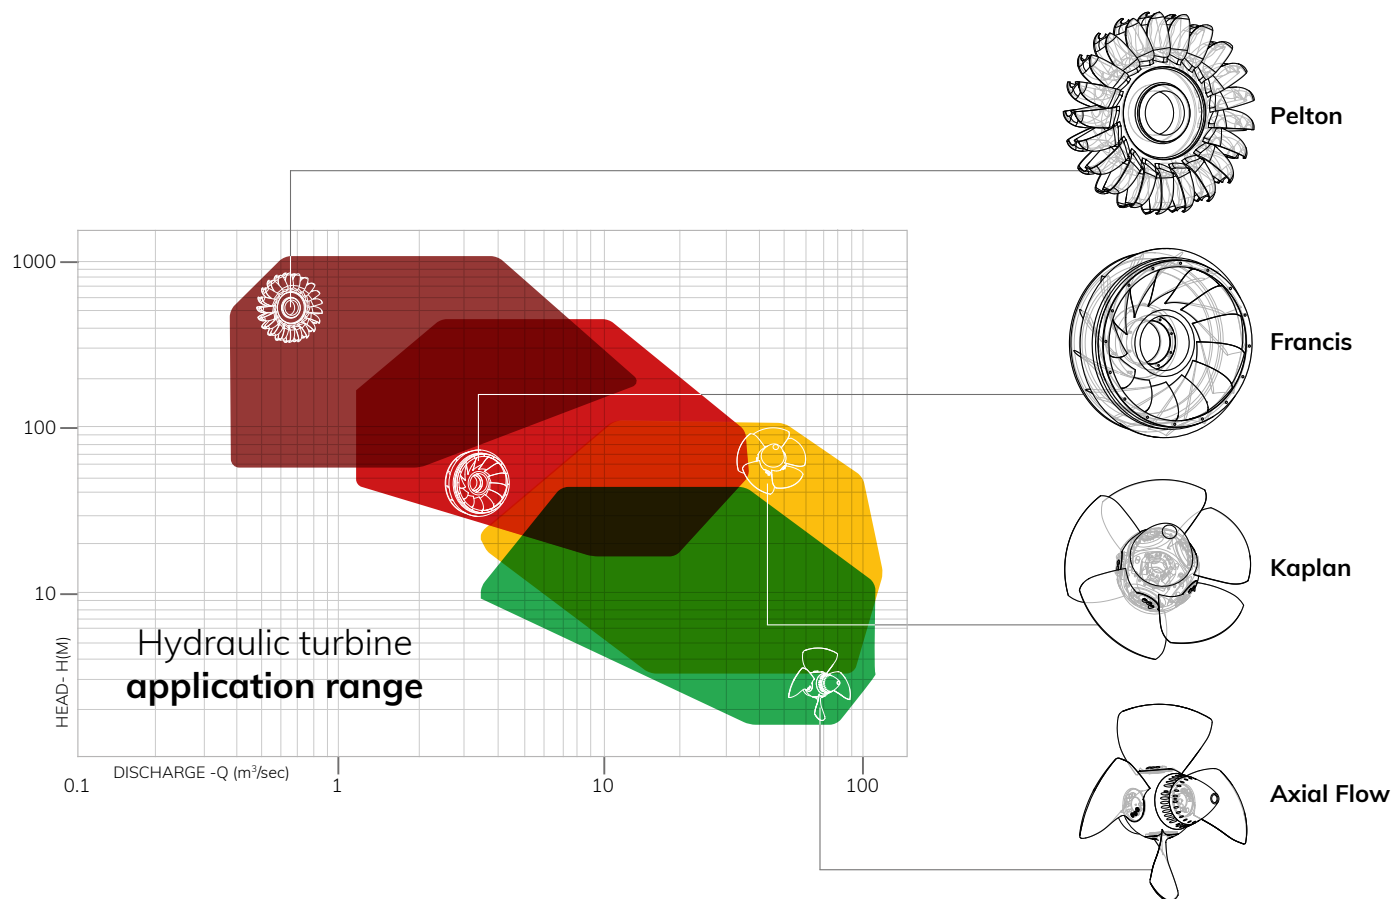 Pelton
1000
Francis
100
Kaplan
10
Hydraulic turbine
application range
HEAD- H(M)
DISCHARGE -Q (m³/sec)
0.1
1
10
100
Axial Flow